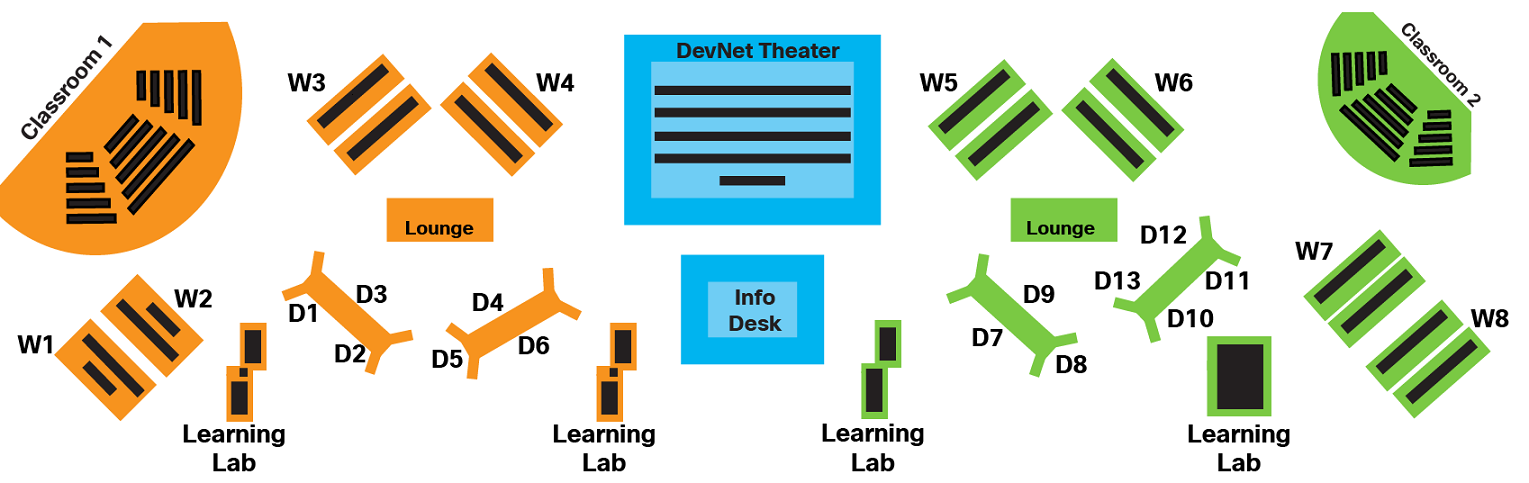 Classroom 1
W3
W4
DevNet Theater
W5
W6
Classroom 2
Lounge
Lounge
D12
W7
W2
D3
D1
D4
Info
Desk
D9
D13
D11
W8
W1
D2
D5
D6
D7
D8
D10
Learning
Lab
Learning
Lab
Learning
Lab
Learning
Lab